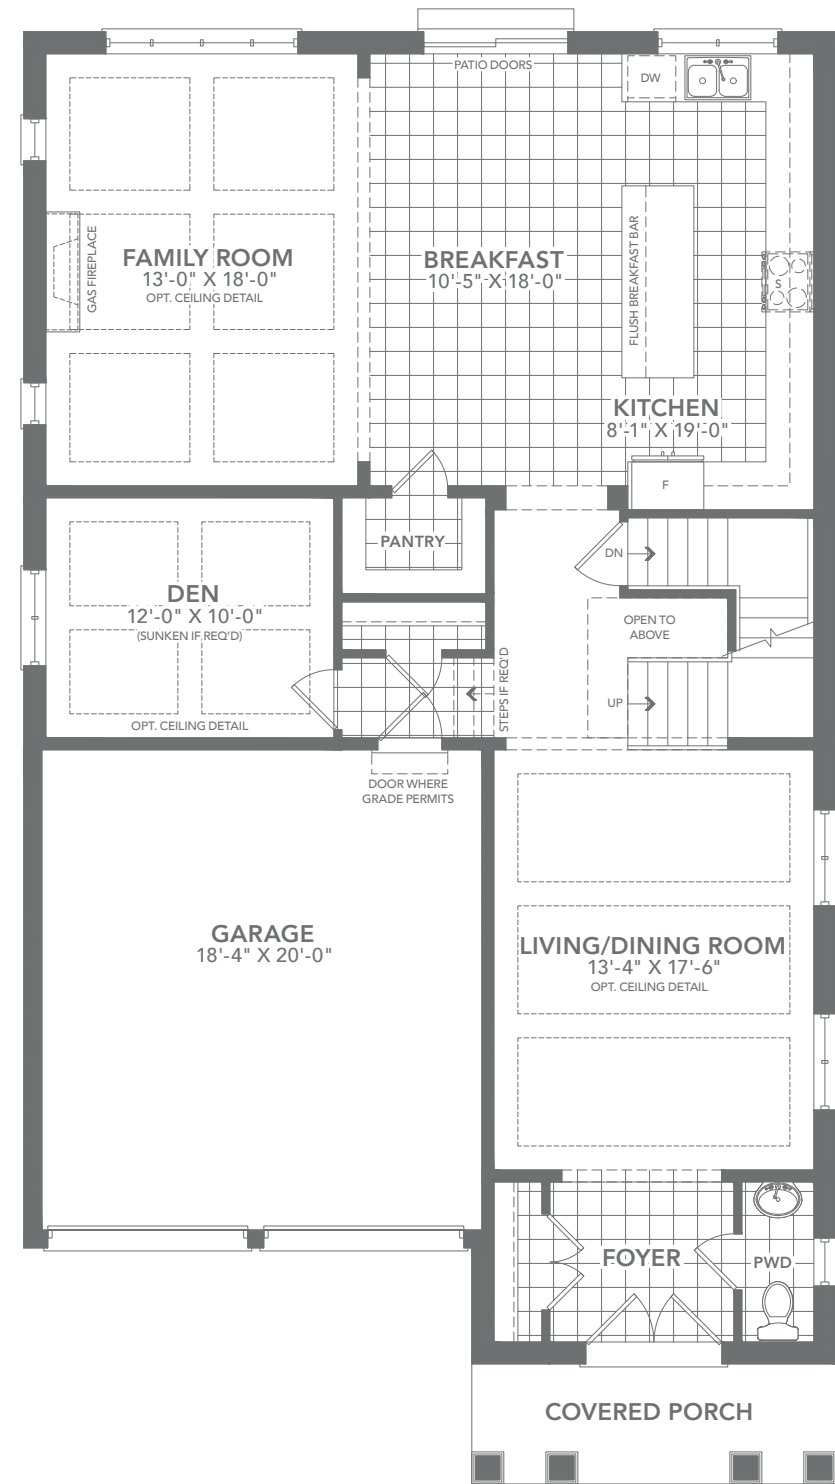 PATIO DOORS
DW
GAS FIREPLACE
FAMILY ROOM
13'-0" X 18'-0"
OPT. CEILING DETAIL
BREAKFAST
10'-5" X 18'-0"
FLUSH BREAKFAST BAR
S
KITCHEN
8'-1" X 19'-0"
F
PANTRY
DN
DEN
12'-0" X 10'-0"
(SUNKEN IF REQ'D)
OPT. CEILING DETAIL
OPEN TO
ABOVE
STEPS IF REQ'D
UP
DOOR WHERE
GRADE PERMITS
GARAGE
18'-4" X 20'-0"
LIVING/DINING ROOM
13'-4" X 17'-6"
OPT. CEILING DETAIL
FOYER
PWD
COVERED PORCH